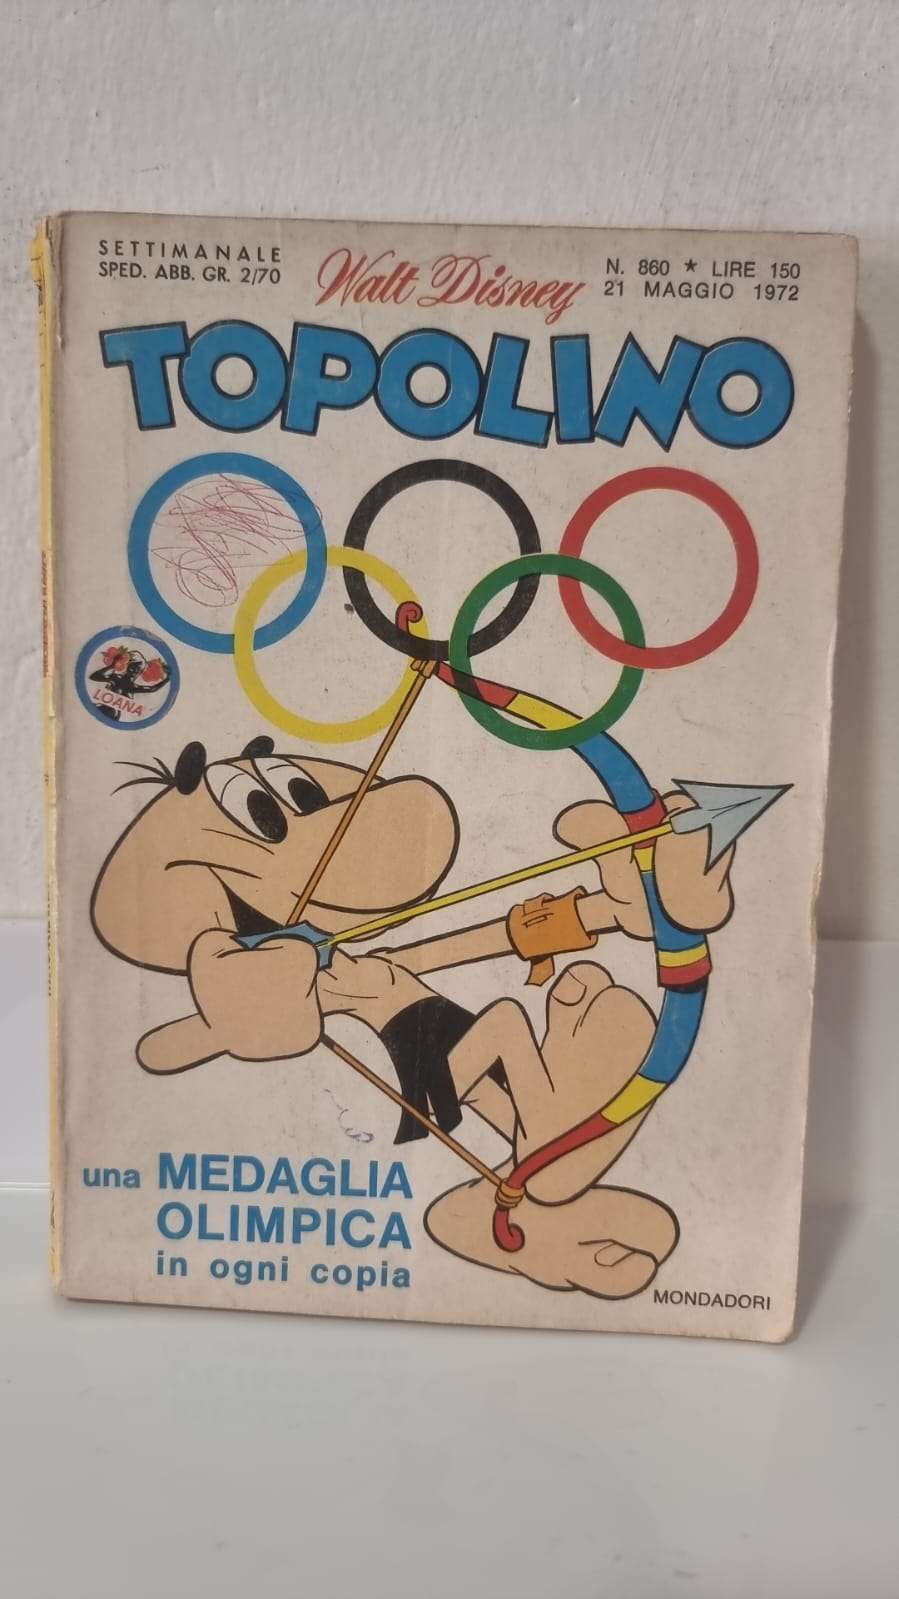 SETTIMANALE
SPED. ABB. GR. 2/70
Walt Disney
N. 860 * LIRE 150
21 MAGGIO 1972
TOPOLINO
LOANA
una MEDAGLIA
OLIMPICA
in ogni copia
MONDADORI